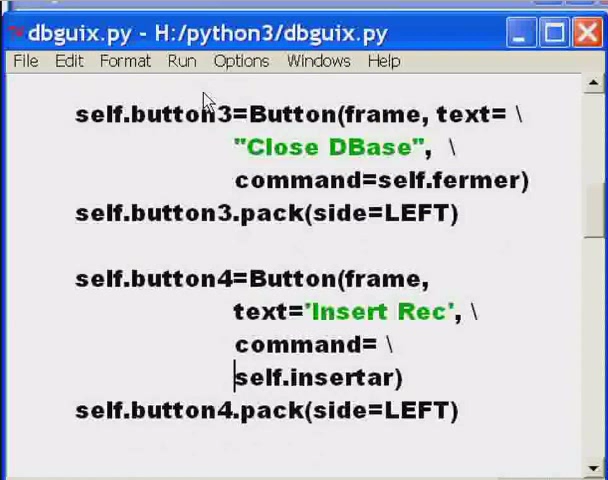 dbguix.py - H:/python3/dbguix.py
File Edit Format Run Options Windows Help
self.button3=Button(frame, text= \
"Close DBase", \
command=self.fermer)
self.button3.pack(side=LEFT)
self.button4=Button(frame,
text='Insert Rec', \
command= \
self.insertar)
self.button4.pack(side=LEFT)